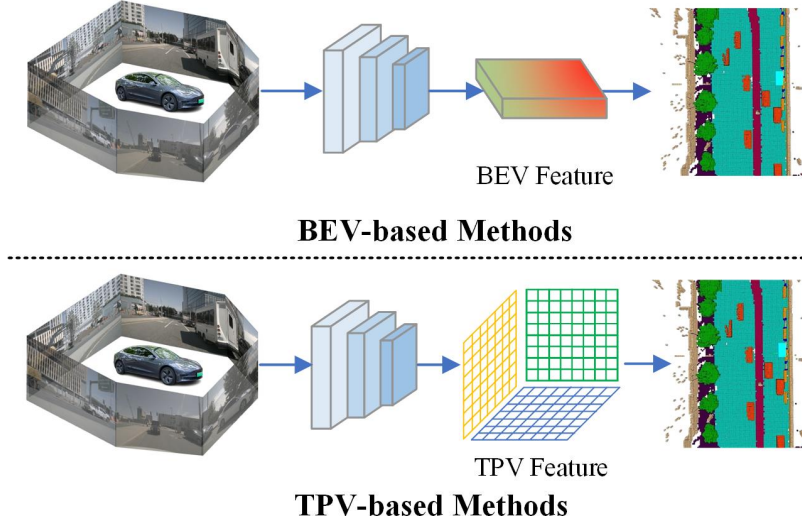 BEV Feature
BEV-based Methods
TPV Feature
TPV-based Methods